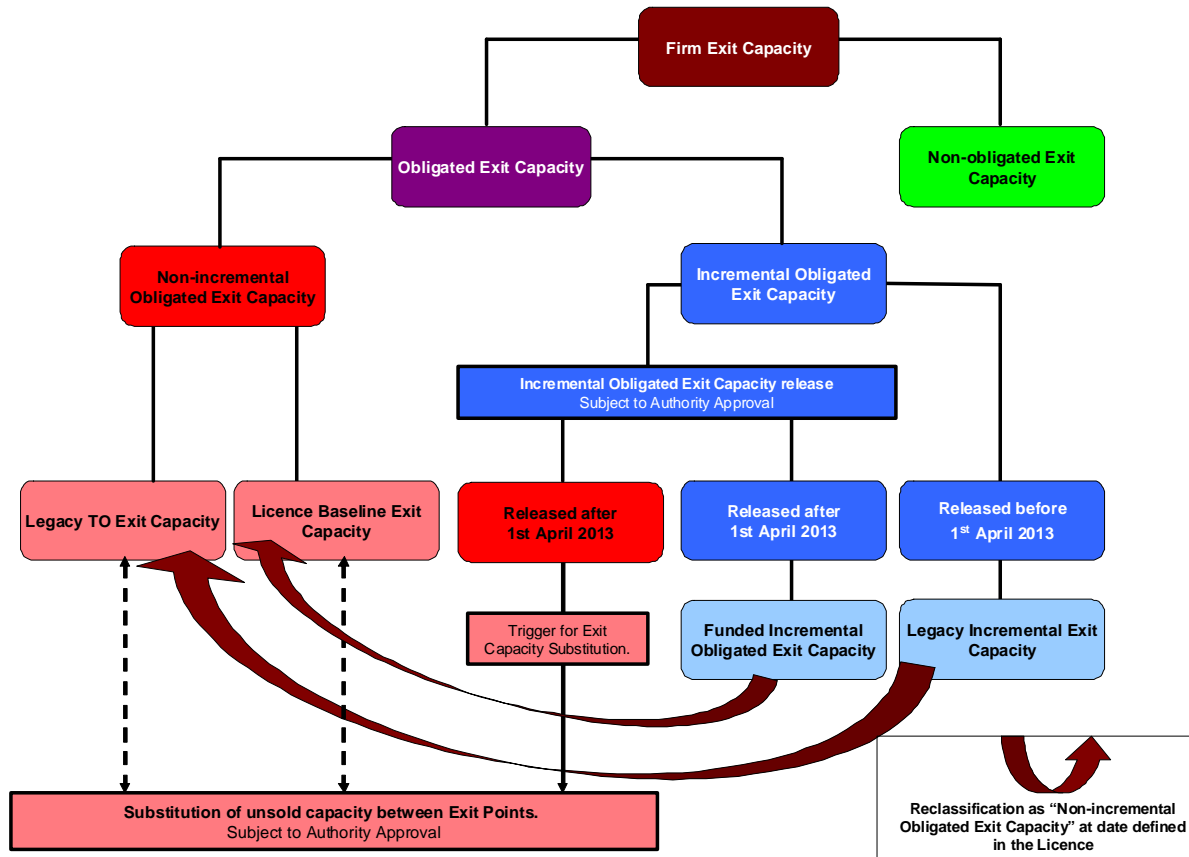 Firm Exit Capacity
Obligated Exit Capacity
Non-obligated Exit
Capacity
Non-incremental
Obligated Exit Capacity
Incremental Obligated
Exit Capacity
Incremental Obligated Exit Capacity release
Subject to Authority Approval
Legacy TO Exit Capacity
Licence Baseline Exit
Capacity
Released after
1st April 2013
Released after
1st April 2013
Released before
1st April 2013
Trigger for Exit
Capacity Substitution.
Funded Incremental
Obligated Exit Capacity
Legacy Incremental Exit
Capacity
Substitution of unsold capacity between Exit Points.
Subject to Authority Approval
Reclassification as “Non-incremental
Obligated Exit Capacity” at date defined
in the Licence